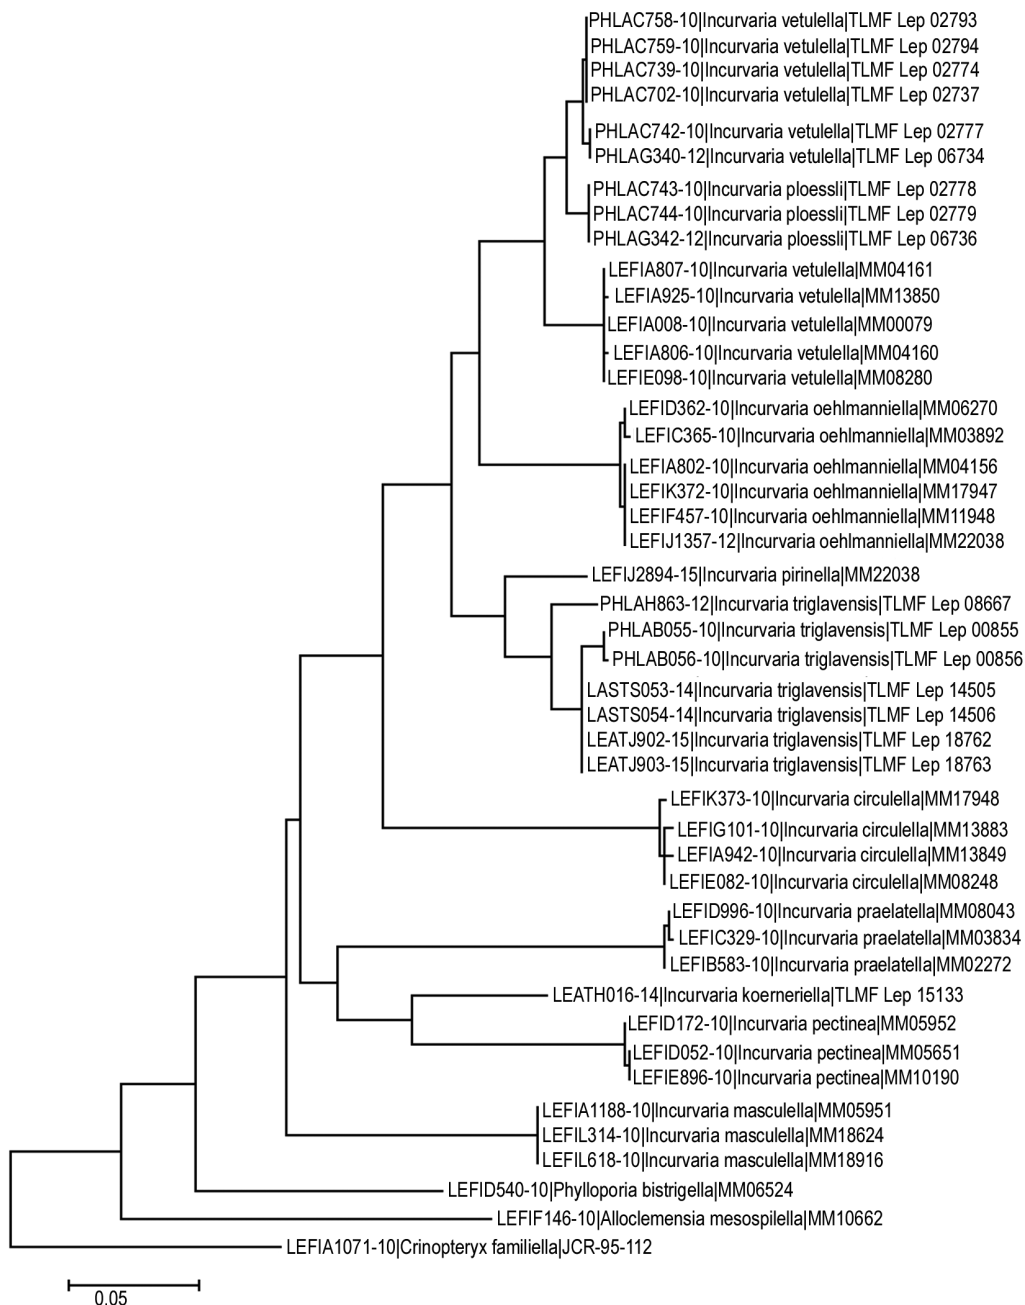 PHLAC758-10|Incurvaria vetulella|TLMF Lep 02793
PHLAC759-10|Incurvaria vetulella|TLMF Lep 02794
PHLAC739-10|Incurvaria vetulella|TLMF Lep 02774
PHLAC702-10|Incurvaria vetulella|TLMF Lep 02737
PHLAC742-10|Incurvaria vetulella|TLMF Lep 02777
PHLAG340-12|Incurvaria vetulella|TLMF Lep 06734
PHLAC743-10|Incurvaria ploessli|TLMF Lep 02778
PHLAC744-10|Incurvaria ploessli|TLMF Lep 02779
PHLAG342-12|Incurvaria ploessli|TLMF Lep 06736
LEFIA807-10|Incurvaria vetulella|MM04161
LEFIA925-10|Incurvaria vetulella|MM13850
LEFIA008-10|Incurvaria vetulella|MM00079
LEFIA806-10|Incurvaria vetulella|MM04160
LEFIE098-10|Incurvaria vetulella|MM08280
LEFID362-10|Incurvaria oehlmanniella|MM06270
LEFIC365-10|Incurvaria oehlmanniella|MM03892
LEFIA802-10|Incurvaria oehlmanniella|MM04156
LEFIK372-10|Incurvaria oehlmanniella|MM17947
LEFIF457-10|Incurvaria oehlmanniella|MM11948
LEFIJ1357-12|Incurvaria oehlmanniella|MM22038
LEFIJ2894-15|Incurvaria pirinella|MM22038
PHLAH863-12|Incurvaria triglavensis|TLMF Lep 08667
PHLAB055-10|Incurvaria triglavensis|TLMF Lep 00855
PHLAB056-10|Incurvaria triglavensis|TLMF Lep 00856
LASTS053-14|Incurvaria triglavensis|TLMF Lep 14505
LASTS054-14|Incurvaria triglavensis|TLMF Lep 14506
LEATJ902-15|Incurvaria triglavensis|TLMF Lep 18762
LEATJ903-15|Incurvaria triglavensis|TLMF Lep 18763
LEFIK373-10|Incurvaria circulella|MM17948
LEFIG101-10|Incurvaria circulella|MM13883
LEFIA942-10|Incurvaria circulella|MM13849
LEFIE082-10|Incurvaria circulella|MM08248
LEFID996-10|Incurvaria praelatella|MM08043
LEFIC329-10|Incurvaria praelatella|MM03834
LEFIB583-10|Incurvaria praelatella|MM02272
LEATH016-14|Incurvaria koerneriella|TLMF Lep 15133
LEFID172-10|Incurvaria pectinea|MM05952
LEFID052-10|Incurvaria pectinea|MM05651
LEFIE896-10|Incurvaria pectinea|MM10190
LEFIA1188-10|Incurvaria masculella|MM05951
LEFIL314-10|Incurvaria masculella|MM18624
LEFIL618-10|Incurvaria masculella|MM18916
LEFID540-10|Phylloporia bistrigella|MM06524
LEFIF146-10|Alloclemensia mesospilella|MM10662
LEFIA1071-10|Crinopteryx familiella|JCR-95-112
0.05